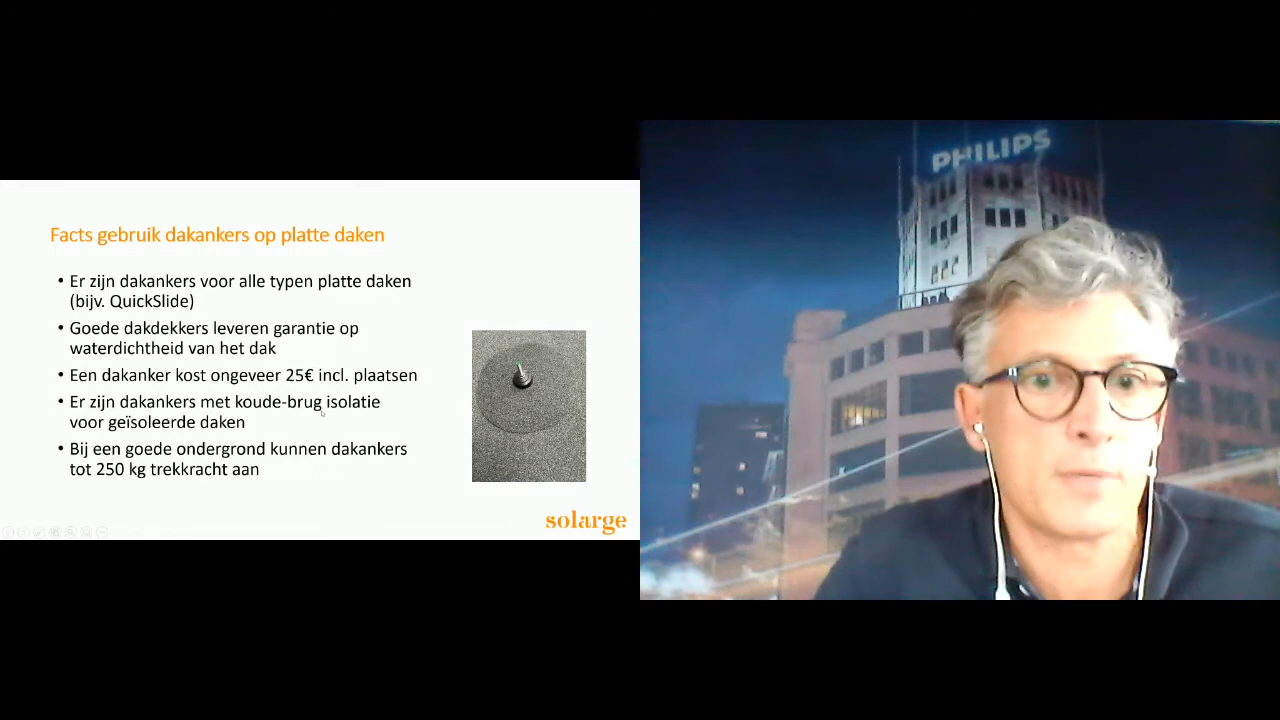 Facts gebruik dakankers op platte daken
• Er zijn dakankers voor alle typen platte daken
(bijv. QuickSlide)
• Goede dakdekkers leveren garantie op
waterdichtheid van het dak
• Een dakanker kost ongeveer 25€ incl. plaatsen
• Er zijn dakankers met koude-brug isolatie
voor geïsoleerde daken
• Bij een goede ondergrond kunnen dakankers
tot 250 kg trekkracht aan
solarge
PHILIPS